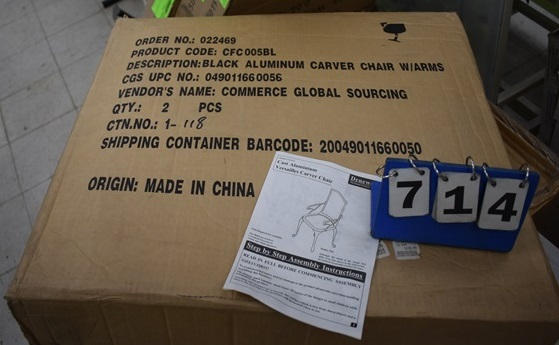 ORDER NO.: 022469
PRODUCT CODE: CFC005BL
DESCRIPTION:BLACK ALUMINUM CARVER CHAIR W/ARMS
CGS UPC NO.: 049011660056
VENDOR'S NAME: COMMERCE GLOBAL SOURCING
QTY.: 2 PCS
CTN.NO.: 1- 118
SHIPPING CONTAINER BARCODE: 20049011660050
ORIGIN: MADE IN CHINA
Cast Aluminum
Versailles Carver Chair
Step by Step Assembly Instructions
READ IN FULL BEFORE COMMENCING ASSEMBLY
714